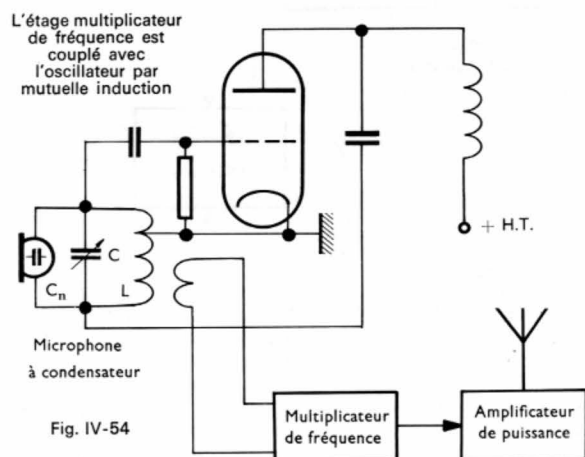 L'étage multiplicateur
de fréquence est
couplé avec
l'oscillateur par
mutuelle induction
+ H.T.
C
Cn
L
Microphone
à condensateur
Fig. IV-54
Multiplicateur
de fréquence
Amplificateur
de puissance